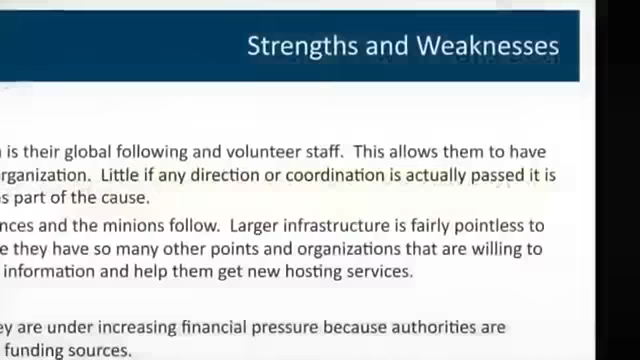 Strengths and Weaknesses
is their global following and volunteer staff. This allows them to have
rganization. Little if any direction or coordination is actually passed it is
s part of the cause.
nces and the minions follow. Larger infrastructure is fairly pointless to
e they have so many other points and organizations that are willing to
information and help them get new hosting services.
ey are under increasing financial pressure because authorities are
funding sources.